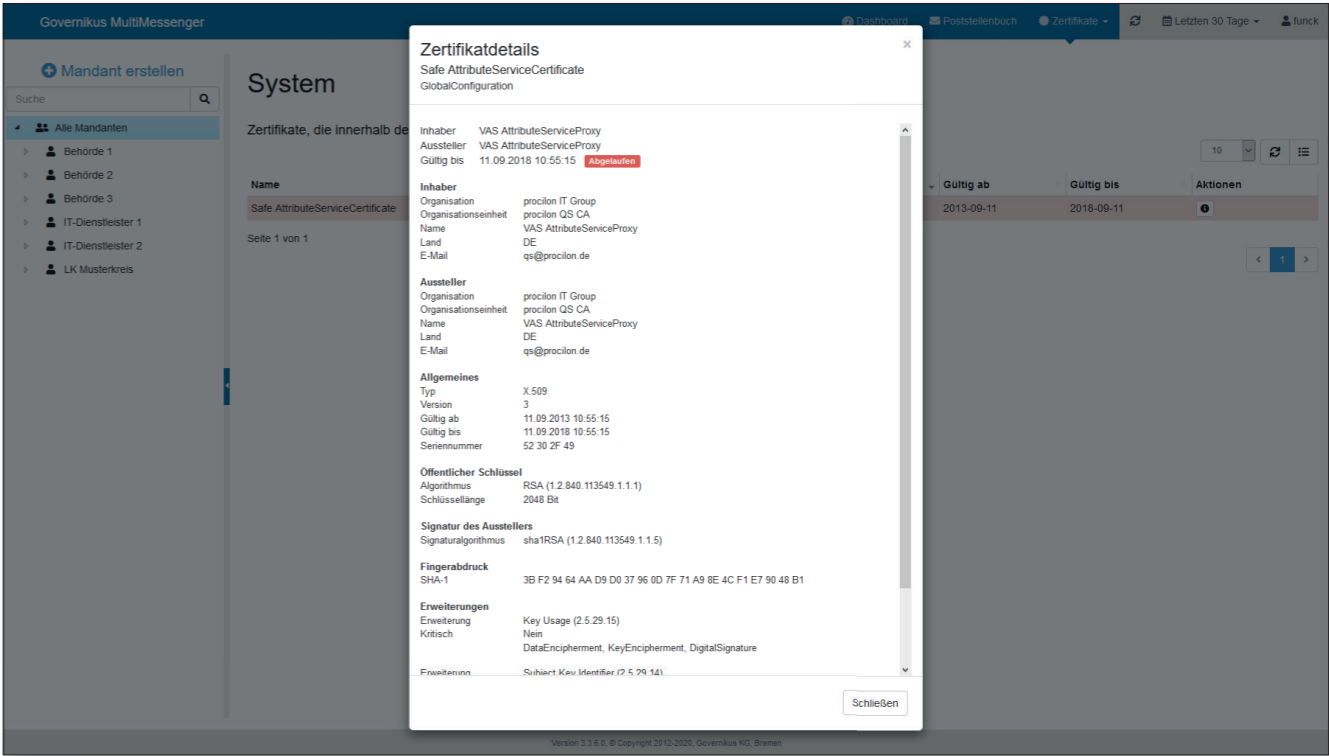 Governikus MultiMessenger
Dashboard Poststellenbuch Zertifikate Letzten 30 Tage funck
Mandant erstellen
Suche
Alle Mandanten
Behörde 1
Behörde 2
Behörde 3
IT-Dienstleister 1
IT-Dienstleister 2
LK Musterkreis
System
Zertifikate, die innerhalb de
10
Name Gültig ab Gültig bis Aktionen
Safe AttributeServiceCertificate 2013-09-11 2018-09-11
Seite 1 von 1
< 1 >
Zertifikatdetails ×
Safe AttributeServiceCertificate
GlobalConfiguration
Inhaber VAS AttributeServiceProxy
Aussteller VAS AttributeServiceProxy
Gültig bis 11.09.2018 10:55:15 Abgelaufen
Inhaber
Organisation procilon IT Group
Organisationseinheit procilon QS CA
Name VAS AttributeServiceProxy
Land DE
E-Mail qs@procilon.de
Aussteller
Organisation procilon IT Group
Organisationseinheit procilon QS CA
Name VAS AttributeServiceProxy
Land DE
E-Mail qs@procilon.de
Allgemeines
Typ X.509
Version 3
Gültig ab 11.09.2013 10:55:15
Gültig bis 11.09.2018 10:55:15
Seriennummer 52 30 2F 49
Öffentlicher Schlüssel
Algorithmus RSA (1.2.840.113549.1.1.1)
Schlüssellänge 2048 Bit
Signatur des Ausstellers
Signaturalgorithmus sha1RSA (1.2.840.113549.1.1.5)
Fingerabdruck
SHA-1 3B F2 94 64 AA D9 D0 37 96 0D 7F 71 A9 8E 4C F1 E7 90 48 B1
Erweiterungen
Erweiterung Key Usage (2.5.29.15)
Kritisch Nein
DataEncipherment, KeyEncipherment, DigitalSignature
Erweiterung Subject Key Identifier (2.5.29.14)
Schließen
Version 3.3.6.0, © Copyright 2012-2020, Governikus KG, Bremen